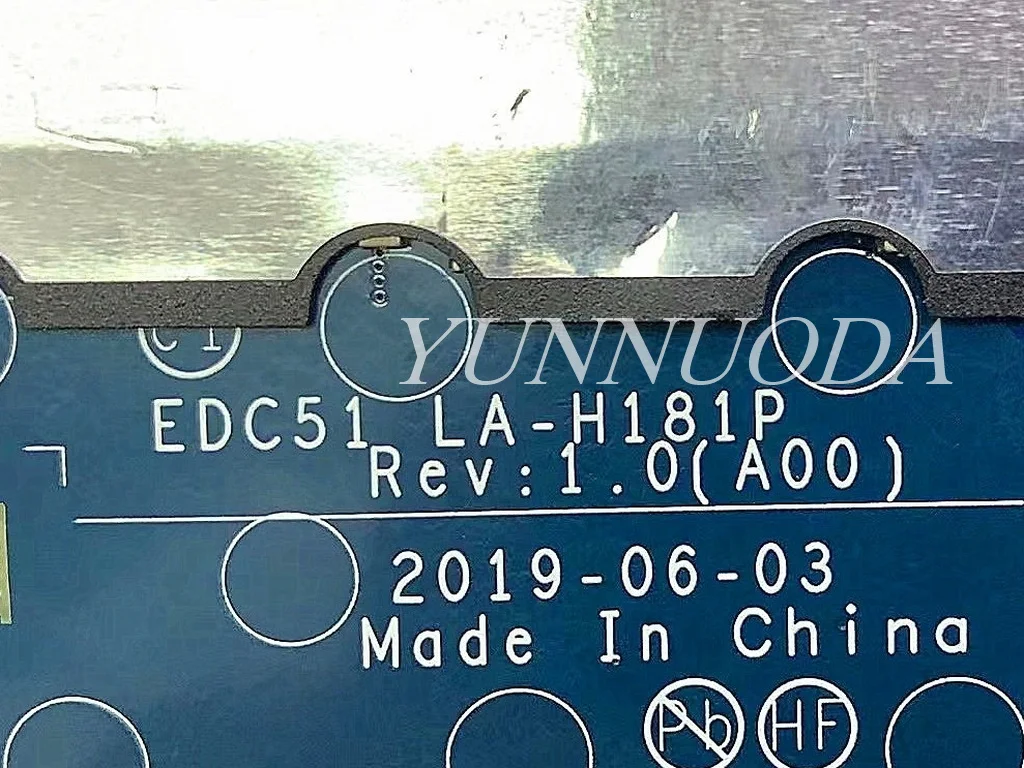 C1
YUNNUODA
EDC51 LA-H181P
Rev:1.0(A00)
2019-06-03
Made In China
Pb HF